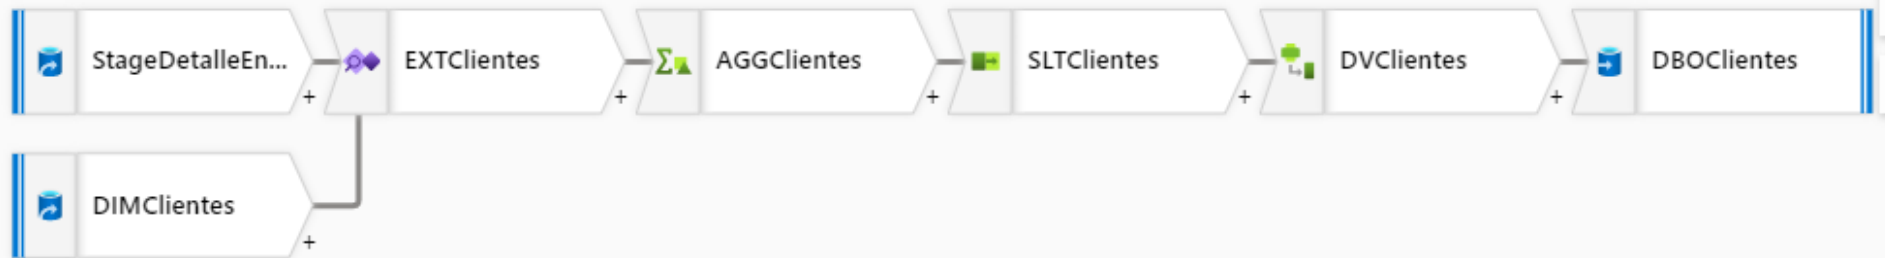 StageDetalleEn...
EXTClientes
AGGClientes
SLTClientes
DVClientes
DBOClientes
+
+
+
+
+
DIMClientes
+